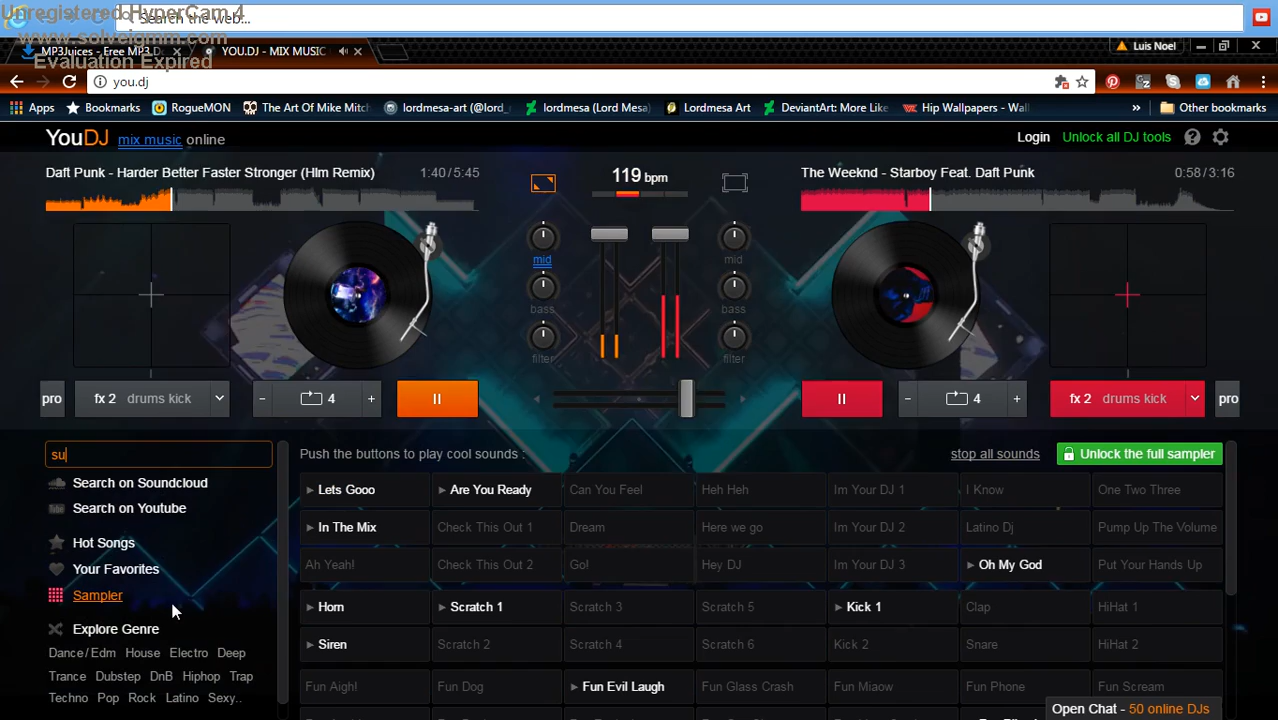 Unregistered HyperCam 4
Search the web...
www.solveigmm.com
Evaluation Expired
MP3Juices - Free MP3 Do
YOU.DJ - MIX MUSIC
Luis Noel
you.dj
Apps Bookmarks RogueMON The Art Of Mike Mitch lordmesa-art (@lord_ lordmesa (Lord Mesa) Lordmesa Art DeviantArt: More Like Hip Wallpapers - Wall » Other bookmarks
YouDJ mix music online
Login Unlock all DJ tools
Daft Punk - Harder Better Faster Stronger (Hlm Remix) 1:40 / 5:45
119 bpm
The Weeknd - Starboy Feat. Daft Punk 0:58 / 3:16
mid mid
bass bass
filter filter
pro fx 2 drums kick - 4 +
- 4 + fx 2 drums kick pro
su
Search on Soundcloud
Search on Youtube
Hot Songs
Your Favorites
Sampler
Explore Genre
Dance/Edm House Electro Deep
Trance Dubstep DnB Hiphop Trap
Techno Pop Rock Latino Sexy..
Push the buttons to play cool sounds :
stop all sounds Unlock the full sampler
Lets Gooo Are You Ready Can You Feel Heh Heh Im Your DJ 1 I Know One Two Three
In The Mix Check This Out 1 Dream Here we go Im Your DJ 2 Latino Dj Pump Up The Volume
Ah Yeah! Check This Out 2 Go! Hey DJ Im Your DJ 3 Oh My God Put Your Hands Up
Horn Scratch 1 Scratch 3 Scratch 5 Kick 1 Clap HiHat 1
Siren Scratch 2 Scratch 4 Scratch 6 Kick 2 Snare HiHat 2
Fun Aigh! Fun Dog Fun Evil Laugh Fun Glass Crash Fun Miaow Fun Phone Fun Scream
Open Chat - 50 online DJs